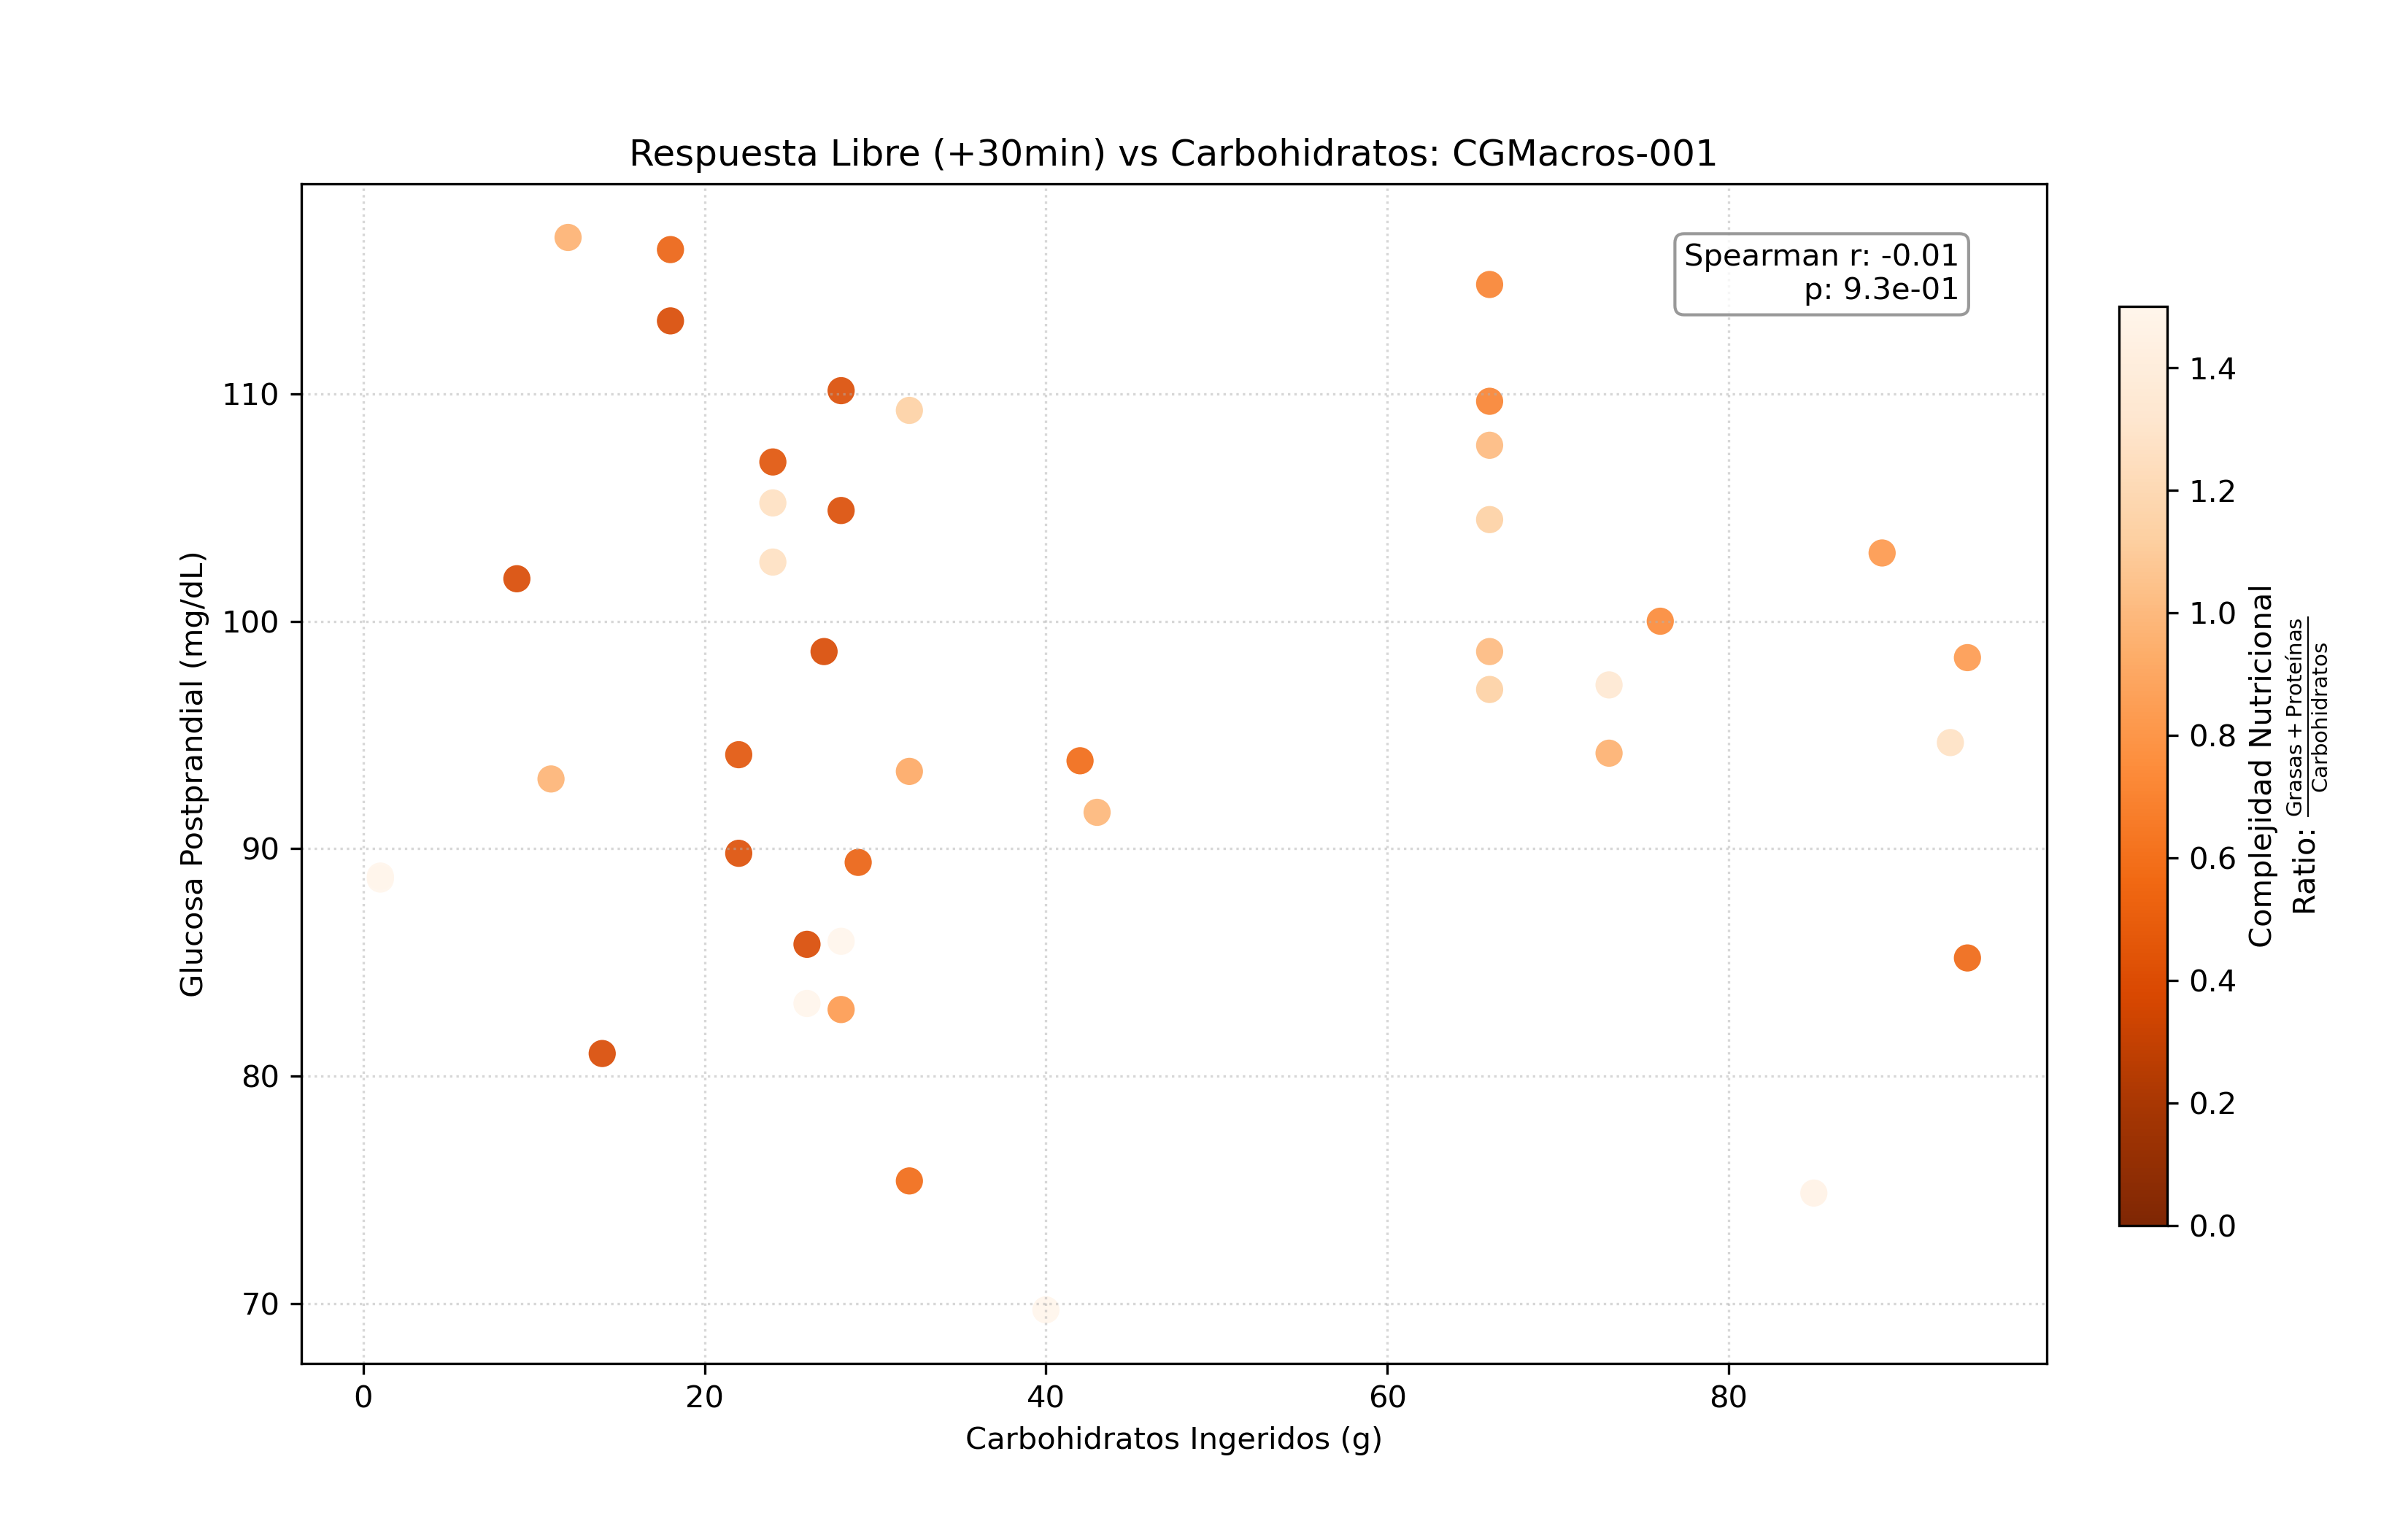 Respuesta Libre (+30min) vs Carbohidratos: CGMacros-001
Spearman r: -0.01
p: 9.3e-01
Glucosa Postprandial (mg/dL)
110
100
90
80
70
0
20
40
60
80
Carbohidratos Ingeridos (g)
1.4
1.2
1.0
0.8
0.6
0.4
0.2
0.0
Complejidad Nutricional
Ratio: Grasas + Proteínas
Carbohidratos